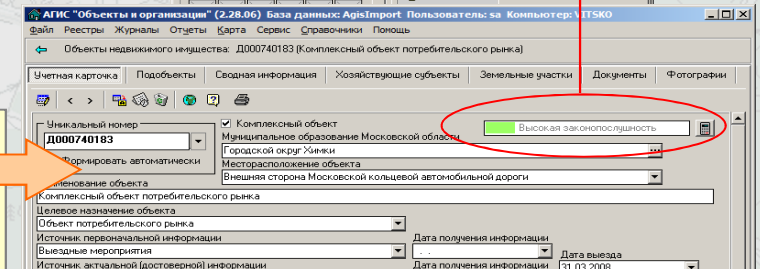 АГИС "Объекты и организации" (2.28.06) База данных: AgisImport Пользователь: sa Компьютер: VITSKO
Файл Реестры Журналы Отчеты Карта Сервис Справочники Помощь
Объекты недвижимого имущества: Д000740183 (Комплексный объект потребительского рынка)
Учетная карточка Подобъекты Сводная информация Хозяйствующие субъекты Земельные участки Документы Фотографии
Уникальный номер
Д000740183
Формировать автоматически
Комплексный объект
Высокая законопослушность
Муниципальное образование Московской области
Городской округ Химки
Месторасположение объекта
Внешняя сторона Московской кольцевой автомобильной дороги
Наименование объекта
Комплексный объект потребительского рынка
Целевое назначение объекта
Объект потребительского рынка
Источник первоначальной информации Дата получения информации
Выездные мероприятия . . Дата выезда
Источник актуальной (достоверной) информации Дата получения информации 31.03.2008